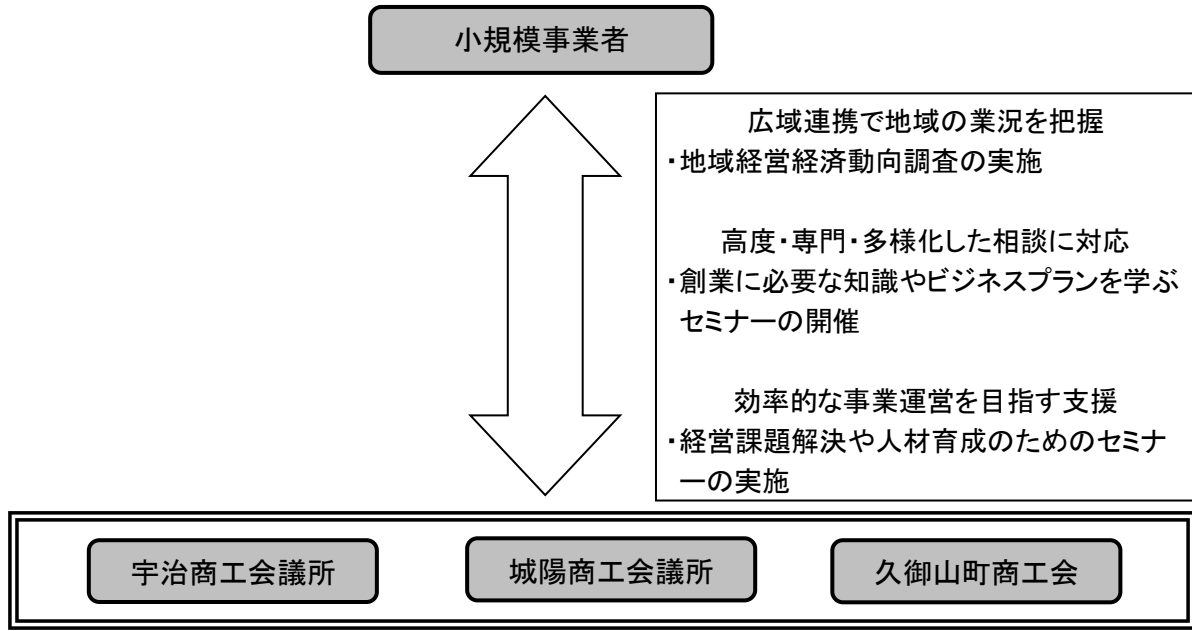 小規模事業者
広域連携で地域の業況を把握
・地域経営経済動向調査の実施
高度・専門・多様化した相談に対応
・創業に必要な知識やビジネスプランを学ぶ
セミナーの開催
効率的な事業運営を目指す支援
・経営課題解決や人材育成のためのセミナ
ーの実施
宇治商工会議所
城陽商工会議所
久御山町商工会